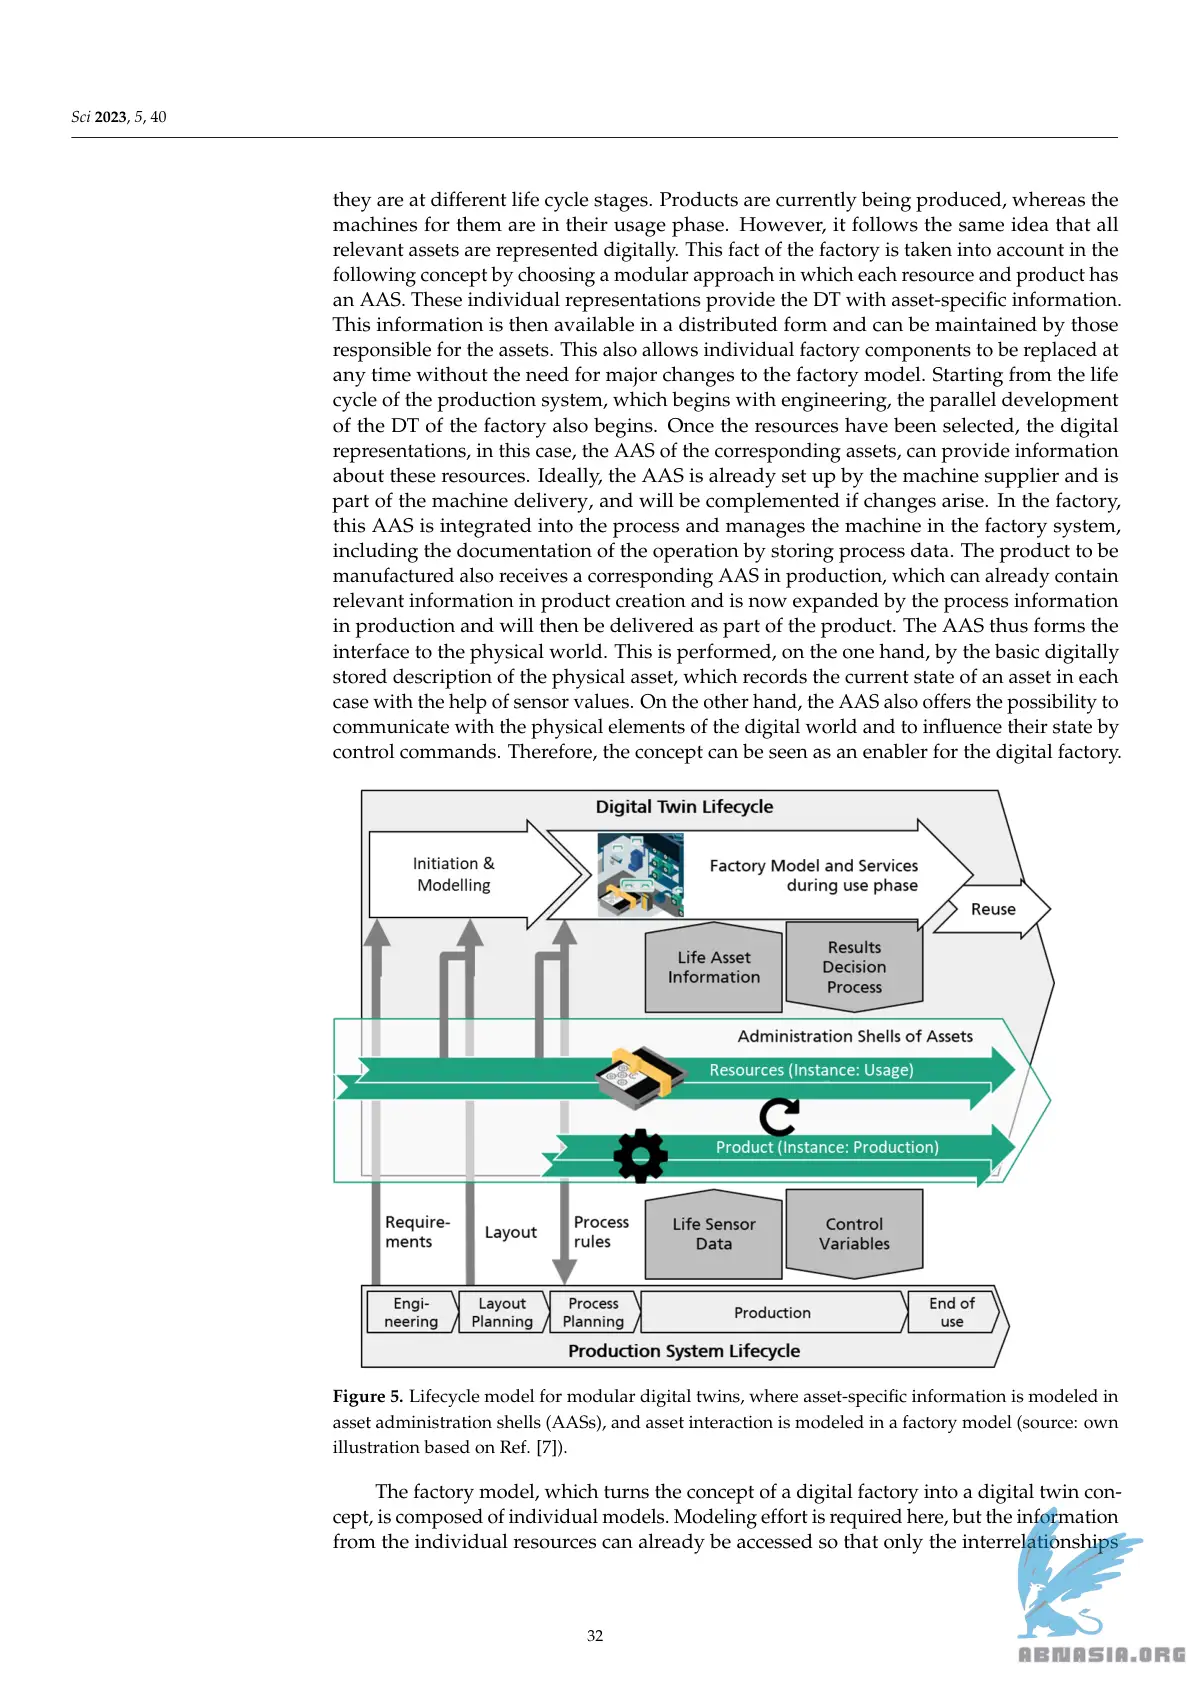 Sci 2023, 5, 40
they are at different life cycle stages. Products are currently being produced, whereas the
machines for them are in their usage phase. However, it follows the same idea that all
relevant assets are represented digitally. This fact of the factory is taken into account in the
following concept by choosing a modular approach in which each resource and product has
an AAS. These individual representations provide the DT with asset-specific information.
This information is then available in a distributed form and can be maintained by those
responsible for the assets. This also allows individual factory components to be replaced at
any time without the need for major changes to the factory model. Starting from the life
cycle of the production system, which begins with engineering, the parallel development
of the DT of the factory also begins. Once the resources have been selected, the digital
representations, in this case, the AAS of the corresponding assets, can provide information
about these resources. Ideally, the AAS is already set up by the machine supplier and is
part of the machine delivery, and will be complemented if changes arise. In the factory,
this AAS is integrated into the process and manages the machine in the factory system,
including the documentation of the operation by storing process data. The product to be
manufactured also receives a corresponding AAS in production, which can already contain
relevant information in product creation and is now expanded by the process information
in production and will then be delivered as part of the product. The AAS thus forms the
interface to the physical world. This is performed, on the one hand, by the basic digitally
stored description of the physical asset, which records the current state of an asset in each
case with the help of sensor values. On the other hand, the AAS also offers the possibility to
communicate with the physical elements of the digital world and to influence their state by
control commands. Therefore, the concept can be seen as an enabler for the digital factory.
Digital Twin Lifecycle
Initiation &
Modelling
Factory Model and Services
during use phase
Reuse
Life Asset
Information
Results
Decision
Process
Administration Shells of Assets
Resources (Instance: Usage)
Product (Instance: Production)
Require-
ments
Layout
Process
rules
Life Sensor
Data
Control
Variables
Engi-
neering
Layout
Planning
Process
Planning
Production
End of
use
Production System Lifecycle
Figure 5. Lifecycle model for modular digital twins, where asset-specific information is modeled in
asset administration shells (AASs), and asset interaction is modeled in a factory model (source: own
illustration based on Ref. [7]).
The factory model, which turns the concept of a digital factory into a digital twin con-
cept, is composed of individual models. Modeling effort is required here, but the information
from the individual resources can already be accessed so that only the interrelationships
32
ABNASIA.ORG